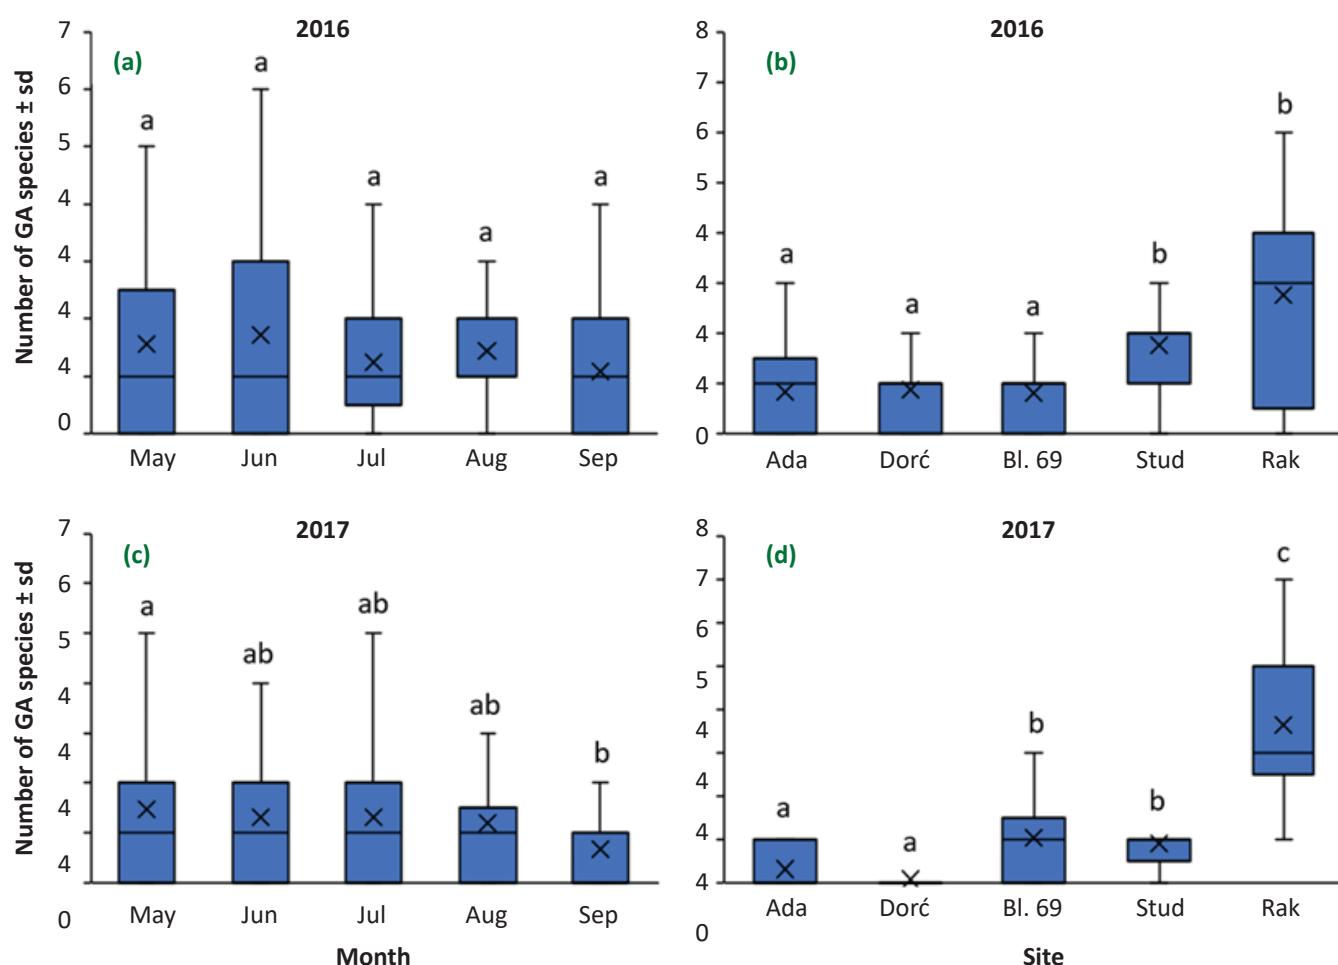 2016
(a)
Number of GA species ± sd
7
6
5
4
4
4
4
0
a
a
a
a
a
May Jun Jul Aug Sep
2016
(b)
8
7
6
5
4
4
4
4
0
a
a
a
b
b
Ada Dorć Bl. 69 Stud Rak
2017
(c)
Number of GA species ± sd
7
6
5
4
4
4
4
0
a
ab
ab
ab
b
May Jun Jul Aug Sep
Month
2017
(d)
8
7
6
5
4
4
4
4
0
a
a
b
b
c
Ada Dorć Bl. 69 Stud Rak
Site